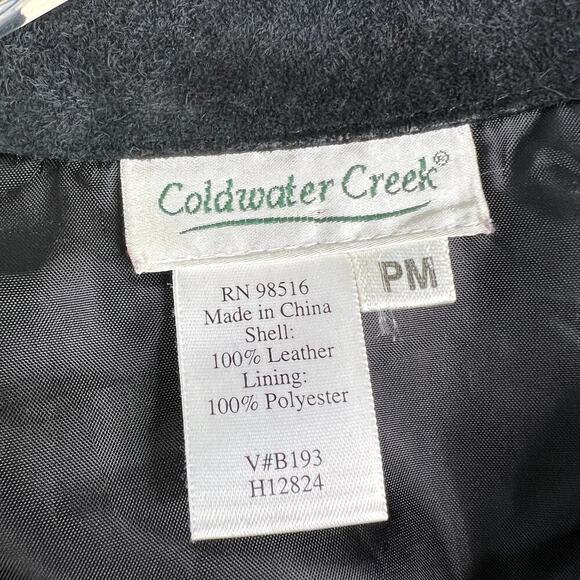 Coldwater Creek®
PM
RN 98516
Made in China
Shell:
100% Leather
Lining:
100% Polyester
V#B193
H12824